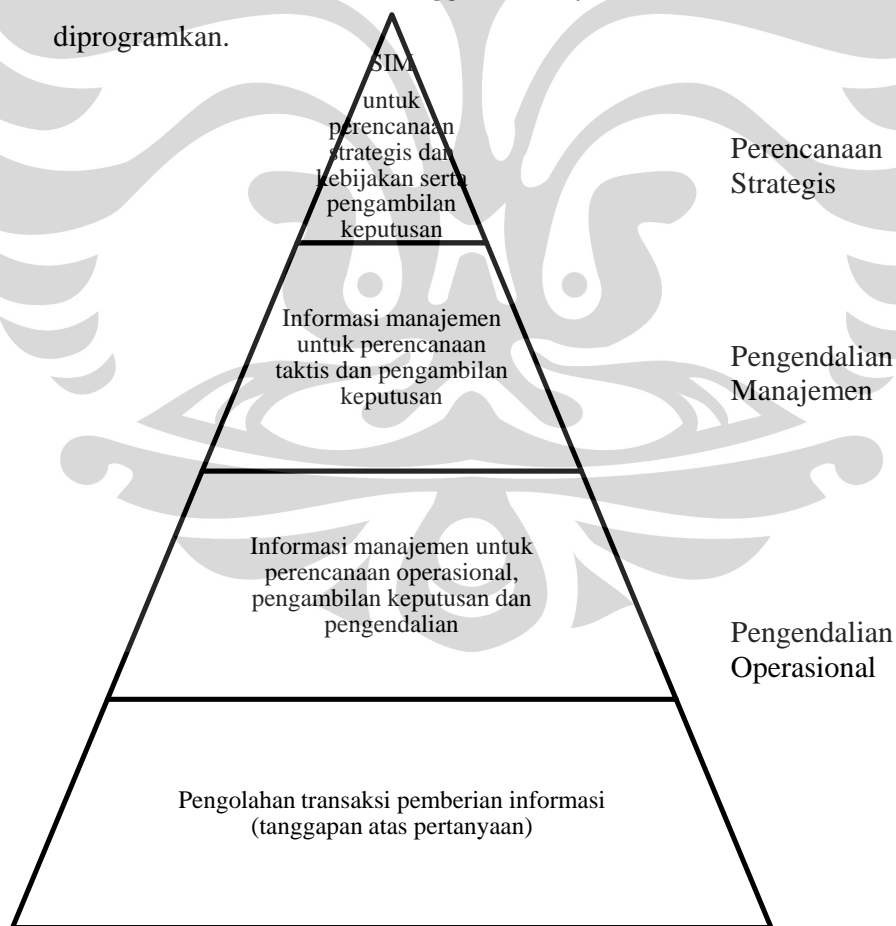 diprogramkan.
SIM
untuk
perencanaan
strategis dan
kebijakan serta
pengambilan
keputusan
Perencanaan
Strategis
Informasi manajemen
untuk perencanaan
taktis dan pengambilan
keputusan
Pengendalian
Manajemen
Informasi manajemen untuk
perencanaan operasional,
pengambilan keputusan dan
pengendalian
Pengendalian
Operasional
Pengolahan transaksi pemberian informasi
(tanggapan atas pertanyaan)